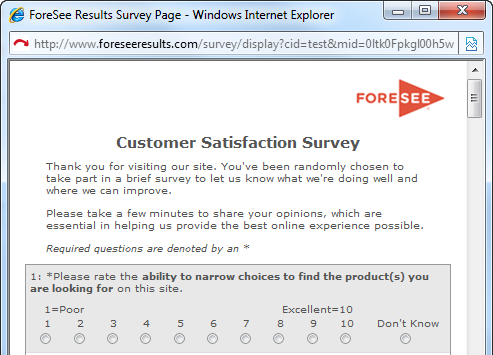 ForeSee Results Survey Page - Windows Internet Explorer
http://www.foreseeresults.com/survey/display?cid=test&mid=0ltk0Fpkgl00h5w
FORESEE
Customer Satisfaction Survey
Thank you for visiting our site. You've been randomly chosen to
take part in a brief survey to let us know what we're doing well and
where we can improve.
Please take a few minutes to share your opinions, which are
essential in helping us provide the best online experience possible.
Required questions are denoted by an *
1: *Please rate the ability to narrow choices to find the product(s) you
are looking for on this site.
1=Poor Excellent=10
1 2 3 4 5 6 7 8 9 10 Don't Know